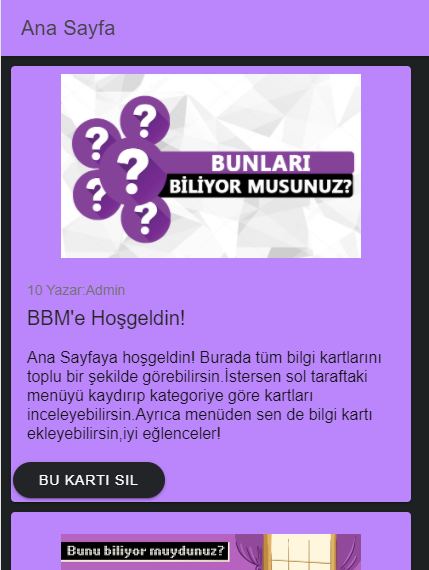 Ana Sayfa
?
?
?
?
?
BUNLARI
BİLİYOR MUSUNUZ?
10 Yazar:Admin
BBM'e Hoşgeldin!
Ana Sayfaya hoşgeldin! Burada tüm bilgi kartlarını
toplu bir şekilde görebilirsin.İstersen sol taraftaki
menüyü kaydırıp kategoriye göre kartları
inceleyebilirsin.Ayrıca menüden sen de bilgi kartı
ekleyebilirsin,iyi eğlenceler!
BU KARTI SIL
Bunu biliyor muydunuz?